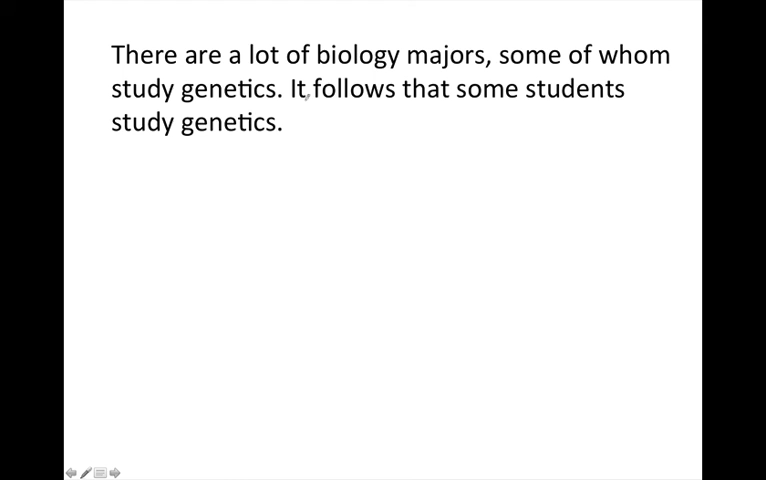 There are a lot of biology majors, some of whom
study genetics. It follows that some students
study genetics.